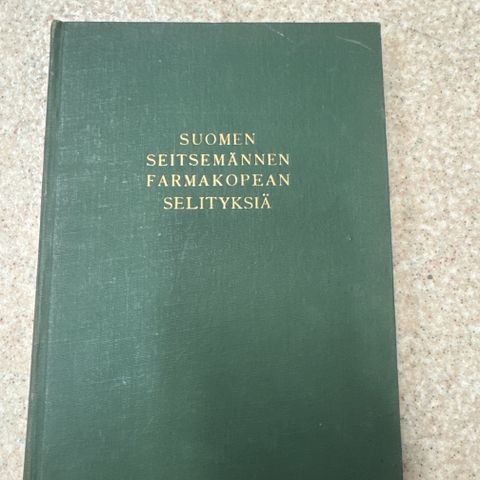 SUOMEN
SEITSEMÄNNEN
FARMAKOPEAN
SELITYKSIÄ